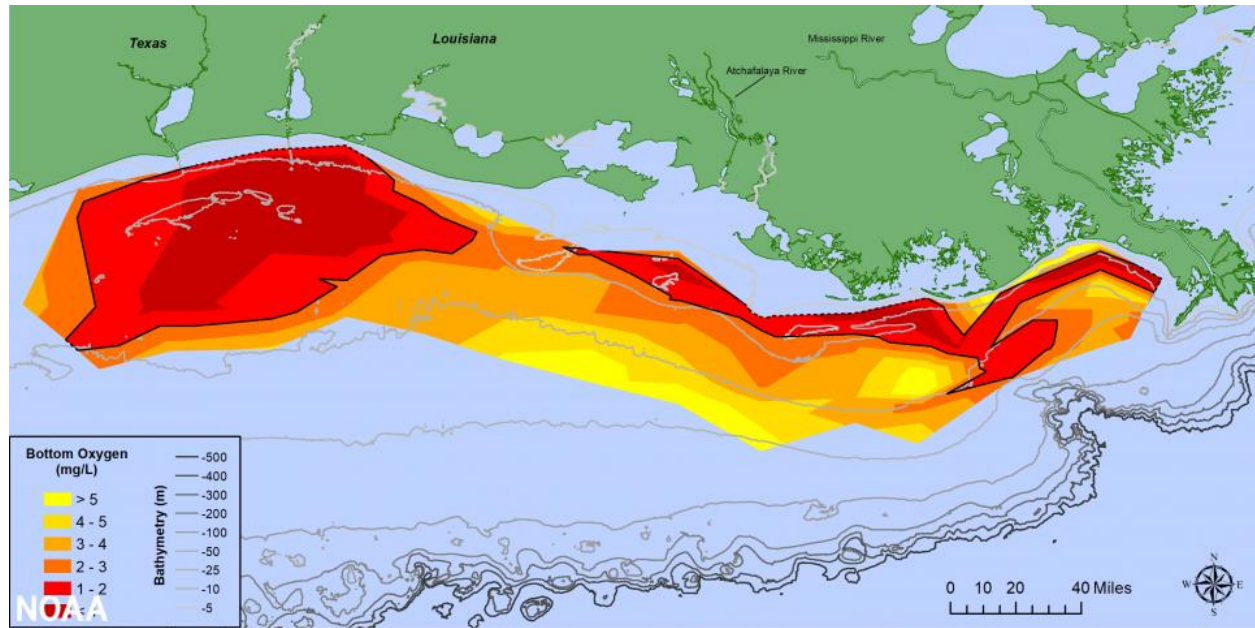 Texas
Louisiana
Mississippi River
Atchafalaya River
Bottom Oxygen
(mg/L)
> 5
4 - 5
3 - 4
2 - 3
1 - 2
NOAA
Bathymetry (m)
-500
-400
-300
-200
-100
-50
-25
-10
-5
0 10 20 40 Miles
N
W E
S